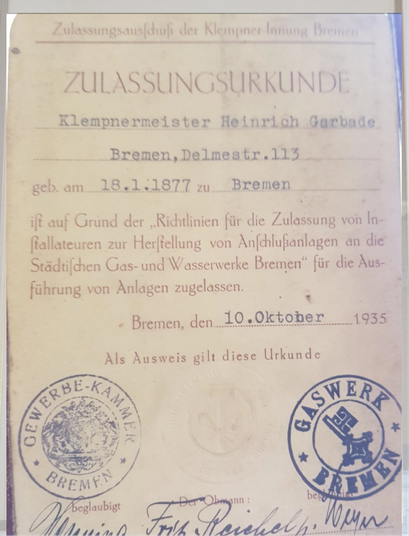 Zulassungsausschuß der Klempner-Innung Bremen
ZULASSUNGSURKUNDE
Klempnermeister Heinrich Garbade
Bremen,Delmestr.113
geb. am 18.1.1877 zu Bremen
ist auf Grund der „Richtlinien für die Zulassung von In-
stallateuren zur Herstellung von Anschlußanlagen an die
Städtischen Gas- und Wasserwerke Bremen“ für die Aus-
führung von Anlagen zugelassen.
Bremen, den 10.Oktober 1935
Als Ausweis gilt diese Urkunde
GEWERBE-KAMMER BREMEN
GASWERK BREMEN
beglaubigt Der Obmann:
Fritz Reichel Meyer